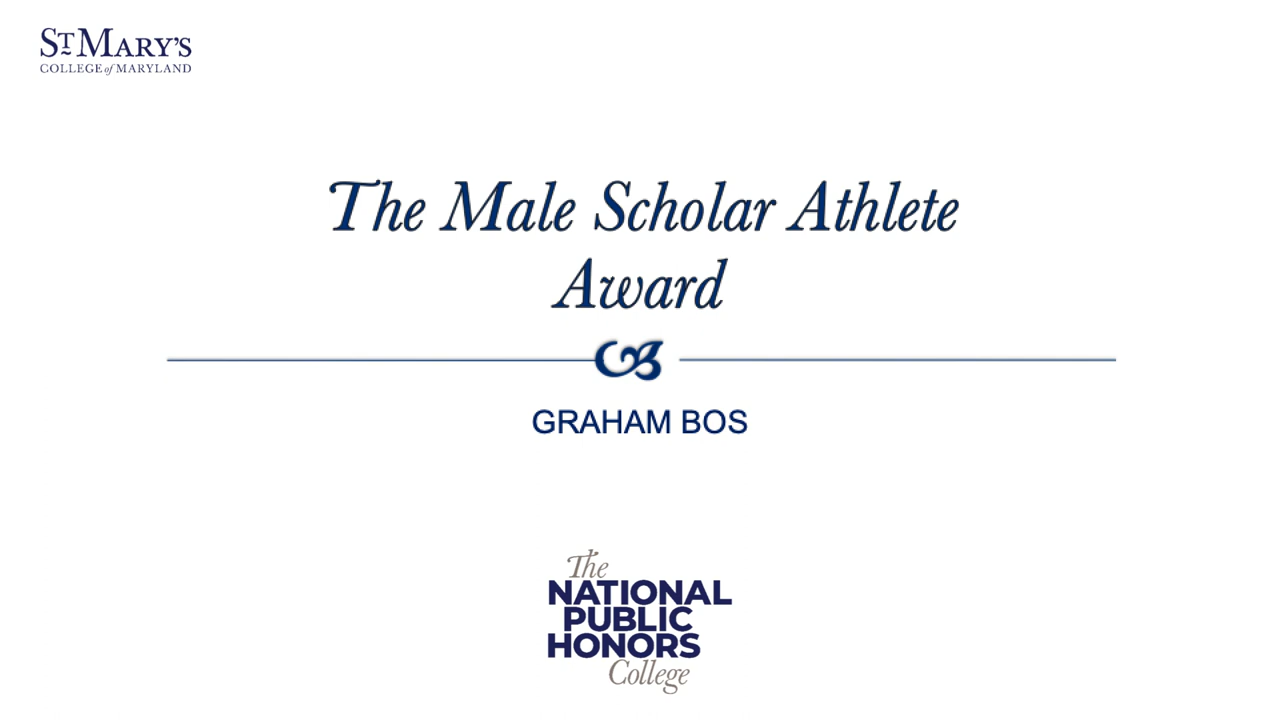 ST MARY'S
COLLEGE of MARYLAND
The Male Scholar Athlete
Award
GRAHAM BOS
The
NATIONAL
PUBLIC
HONORS
College